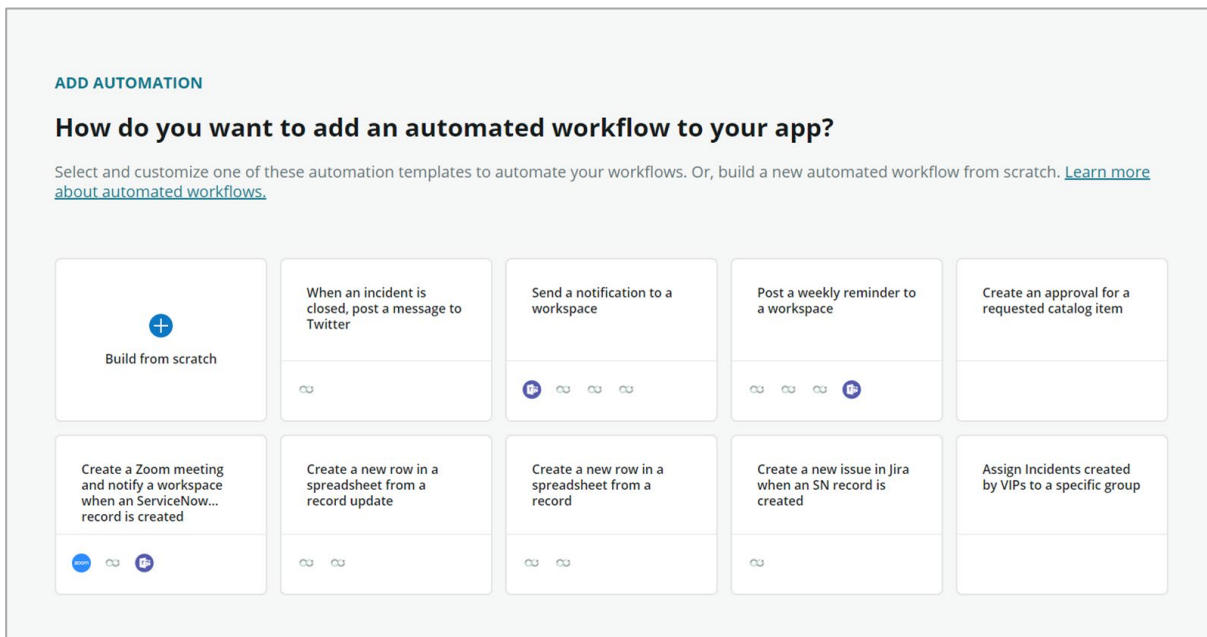 ADD AUTOMATION
How do you want to add an automated workflow to your app?
Select and customize one of these automation templates to automate your workflows. Or, build a new automated workflow from scratch. Learn more
about automated workflows.
Build from scratch
When an incident is
closed, post a message to
Twitter
Send a notification to a
workspace
Post a weekly reminder to
a workspace
Create an approval for a
requested catalog item
Create a Zoom meeting
and notify a workspace
when an ServiceNow...
record is created
zoom
Create a new row in a
spreadsheet from a
record update
Create a new row in a
spreadsheet from a
record
Create a new issue in Jira
when an SN record is
created
Assign Incidents created
by VIPs to a specific group